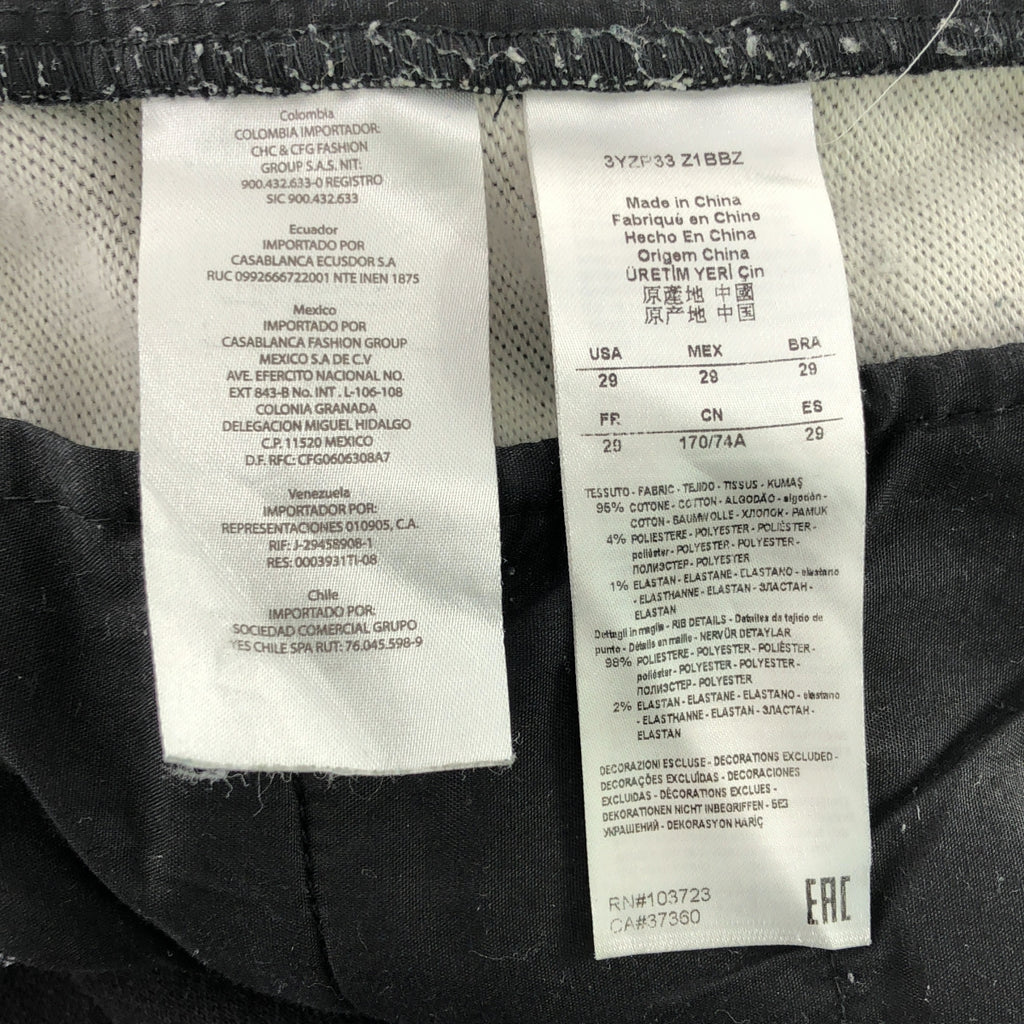 Colombia
COLOMBIA IMPORTADOR:
CHC & CFG FASHION
GROUP S.A.S. NIT:
900.432.633-0 REGISTRO
SIC 900.432.633
Ecuador
IMPORTADO POR
CASABLANCA ECUSDOR S.A
RUC 0992666722001 NTE INEN 1875
Mexico
IMPORTADO POR
CASABLANCA FASHION GROUP
MEXICO S.A DE C.V
AVE. EFERCITO NACIONAL NO.
EXT 843-B No. INT . L-106-108
COLONIA GRANADA
DELEGACION MIGUEL HIDALGO
C.P. 11520 MEXICO
D.F. RFC: CFG0606308A7
Venezuela
IMPORTADOR POR:
REPRESENTACIONES 010905, C.A.
RIF: J-29458908-1
RES: 0003931TI-08
Chile
IMPORTADO POR:
SOCIEDAD COMERCIAL GRUPO
YES CHILE SPA RUT: 76.045.598-9
3YZP33 Z1BBZ
Made in China
Fabriqué en Chine
Hecho En China
Origem China
ÜRETİM YERİ Çin
原產地 中國
原产地 中国
USA MEX BRA
29 29 29
FR CN ES
29 170/74A 29
TESSUTO - FABRIC - TEJIDO - TISSUS - KUMAŞ
95% COTONE - COTTON - ALGODÃO - algodón -
COTON - BAUMWOLLE - ХЛОПОК - PAMUK
4% POLIESTERE - POLYESTER - POLIÉSTER -
poliéster - POLYESTER - POLYESTER -
ПОЛИЭСТЕР - POLYESTER
1% ELASTAN - ELASTANE - ELASTANO - elastano
- ELASTHANNE - ELASTAN - ЭЛАСТАН -
ELASTAN
Dettagli in maglia - RIB DETAILS - Detalles de tejido de
punto - Détails en maille - NERVÜR DETAYLAR
98% POLIESTERE - POLYESTER - POLIÉSTER -
poliéster - POLYESTER - POLYESTER -
ПОЛИЭСТЕР - POLYESTER
2% ELASTAN - ELASTANE - ELASTANO - elastano
- ELASTHANNE - ELASTAN - ЭЛАСТАН -
ELASTAN
DECORAZIONI ESCLUSE - DECORATIONS EXCLUDED -
DECORAÇÕES EXCLUÍDAS - DECORACIONES
EXCLUIDAS - DÉCORATIONS EXCLUES -
DEKORATIONEN NICHT INBEGRIFFEN - БЕЗ
УКРАШЕНИЙ - DEKORASYON HARİÇ
RN#103723
CA#37360
EAC